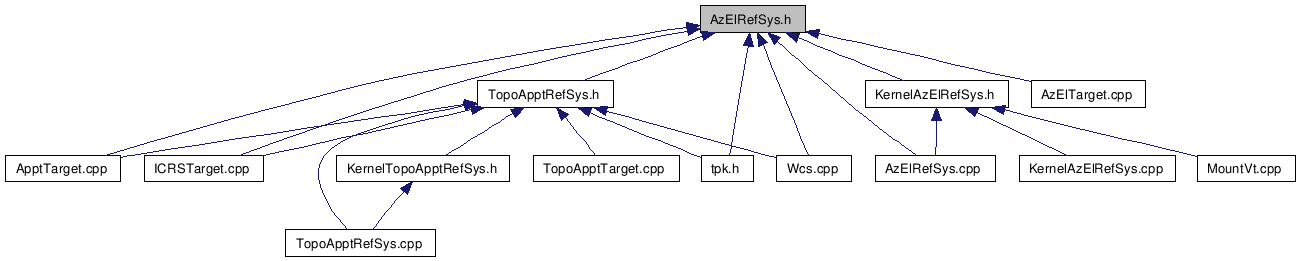 AzElRefSys.h
TopoApptRefSys.h
KernelAzElRefSys.h
AzElTarget.cpp
ApptTarget.cpp
ICRSTarget.cpp
KernelTopoApptRefSys.h
TopoApptTarget.cpp
tpk.h
Wcs.cpp
AzElRefSys.cpp
KernelAzElRefSys.cpp
MountVt.cpp
TopoApptRefSys.cpp